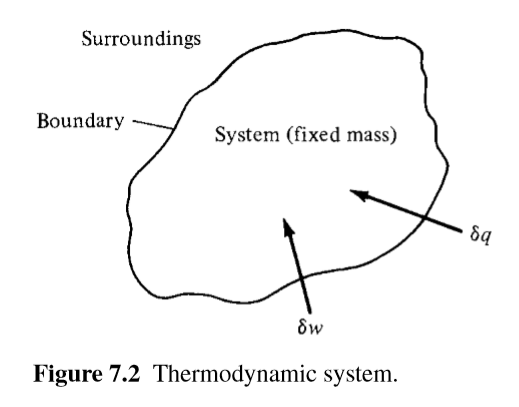 Surroundings
Boundary
System (fixed mass)
δq
δw
Figure 7.2 Thermodynamic system.